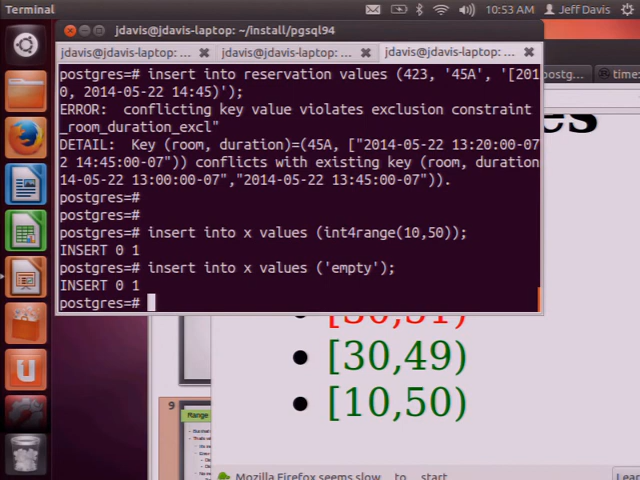 Terminal
10:53 AM
Jeff Davis
jdavis@jdavis-laptop: ~/install/pgsql94
jdavis@jdavis-laptop: ...
jdavis@jdavis-laptop: ...
jdavis@jdavis-laptop: ...
postg...
time:
postgres=# insert into reservation values (423, '45A', '[201
0, 2014-05-22 14:45)');
ERROR:  conflicting key value violates exclusion constraint
_room_duration_excl"
DETAIL:  Key (room, duration)=(45A, ["2014-05-22 13:20:00-07
2 14:45:00-07")) conflicts with existing key (room, duration
14-05-22 13:00:00-07","2014-05-22 13:45:00-07")).
postgres=#
postgres=#
postgres=# insert into x values (int4range(10,50));
INSERT 0 1
postgres=# insert into x values ('empty');
INSERT 0 1
postgres=#
• [30,49)
• [10,50)
9
Range
Mozilla Firefox seems slow... to... start.
Lear